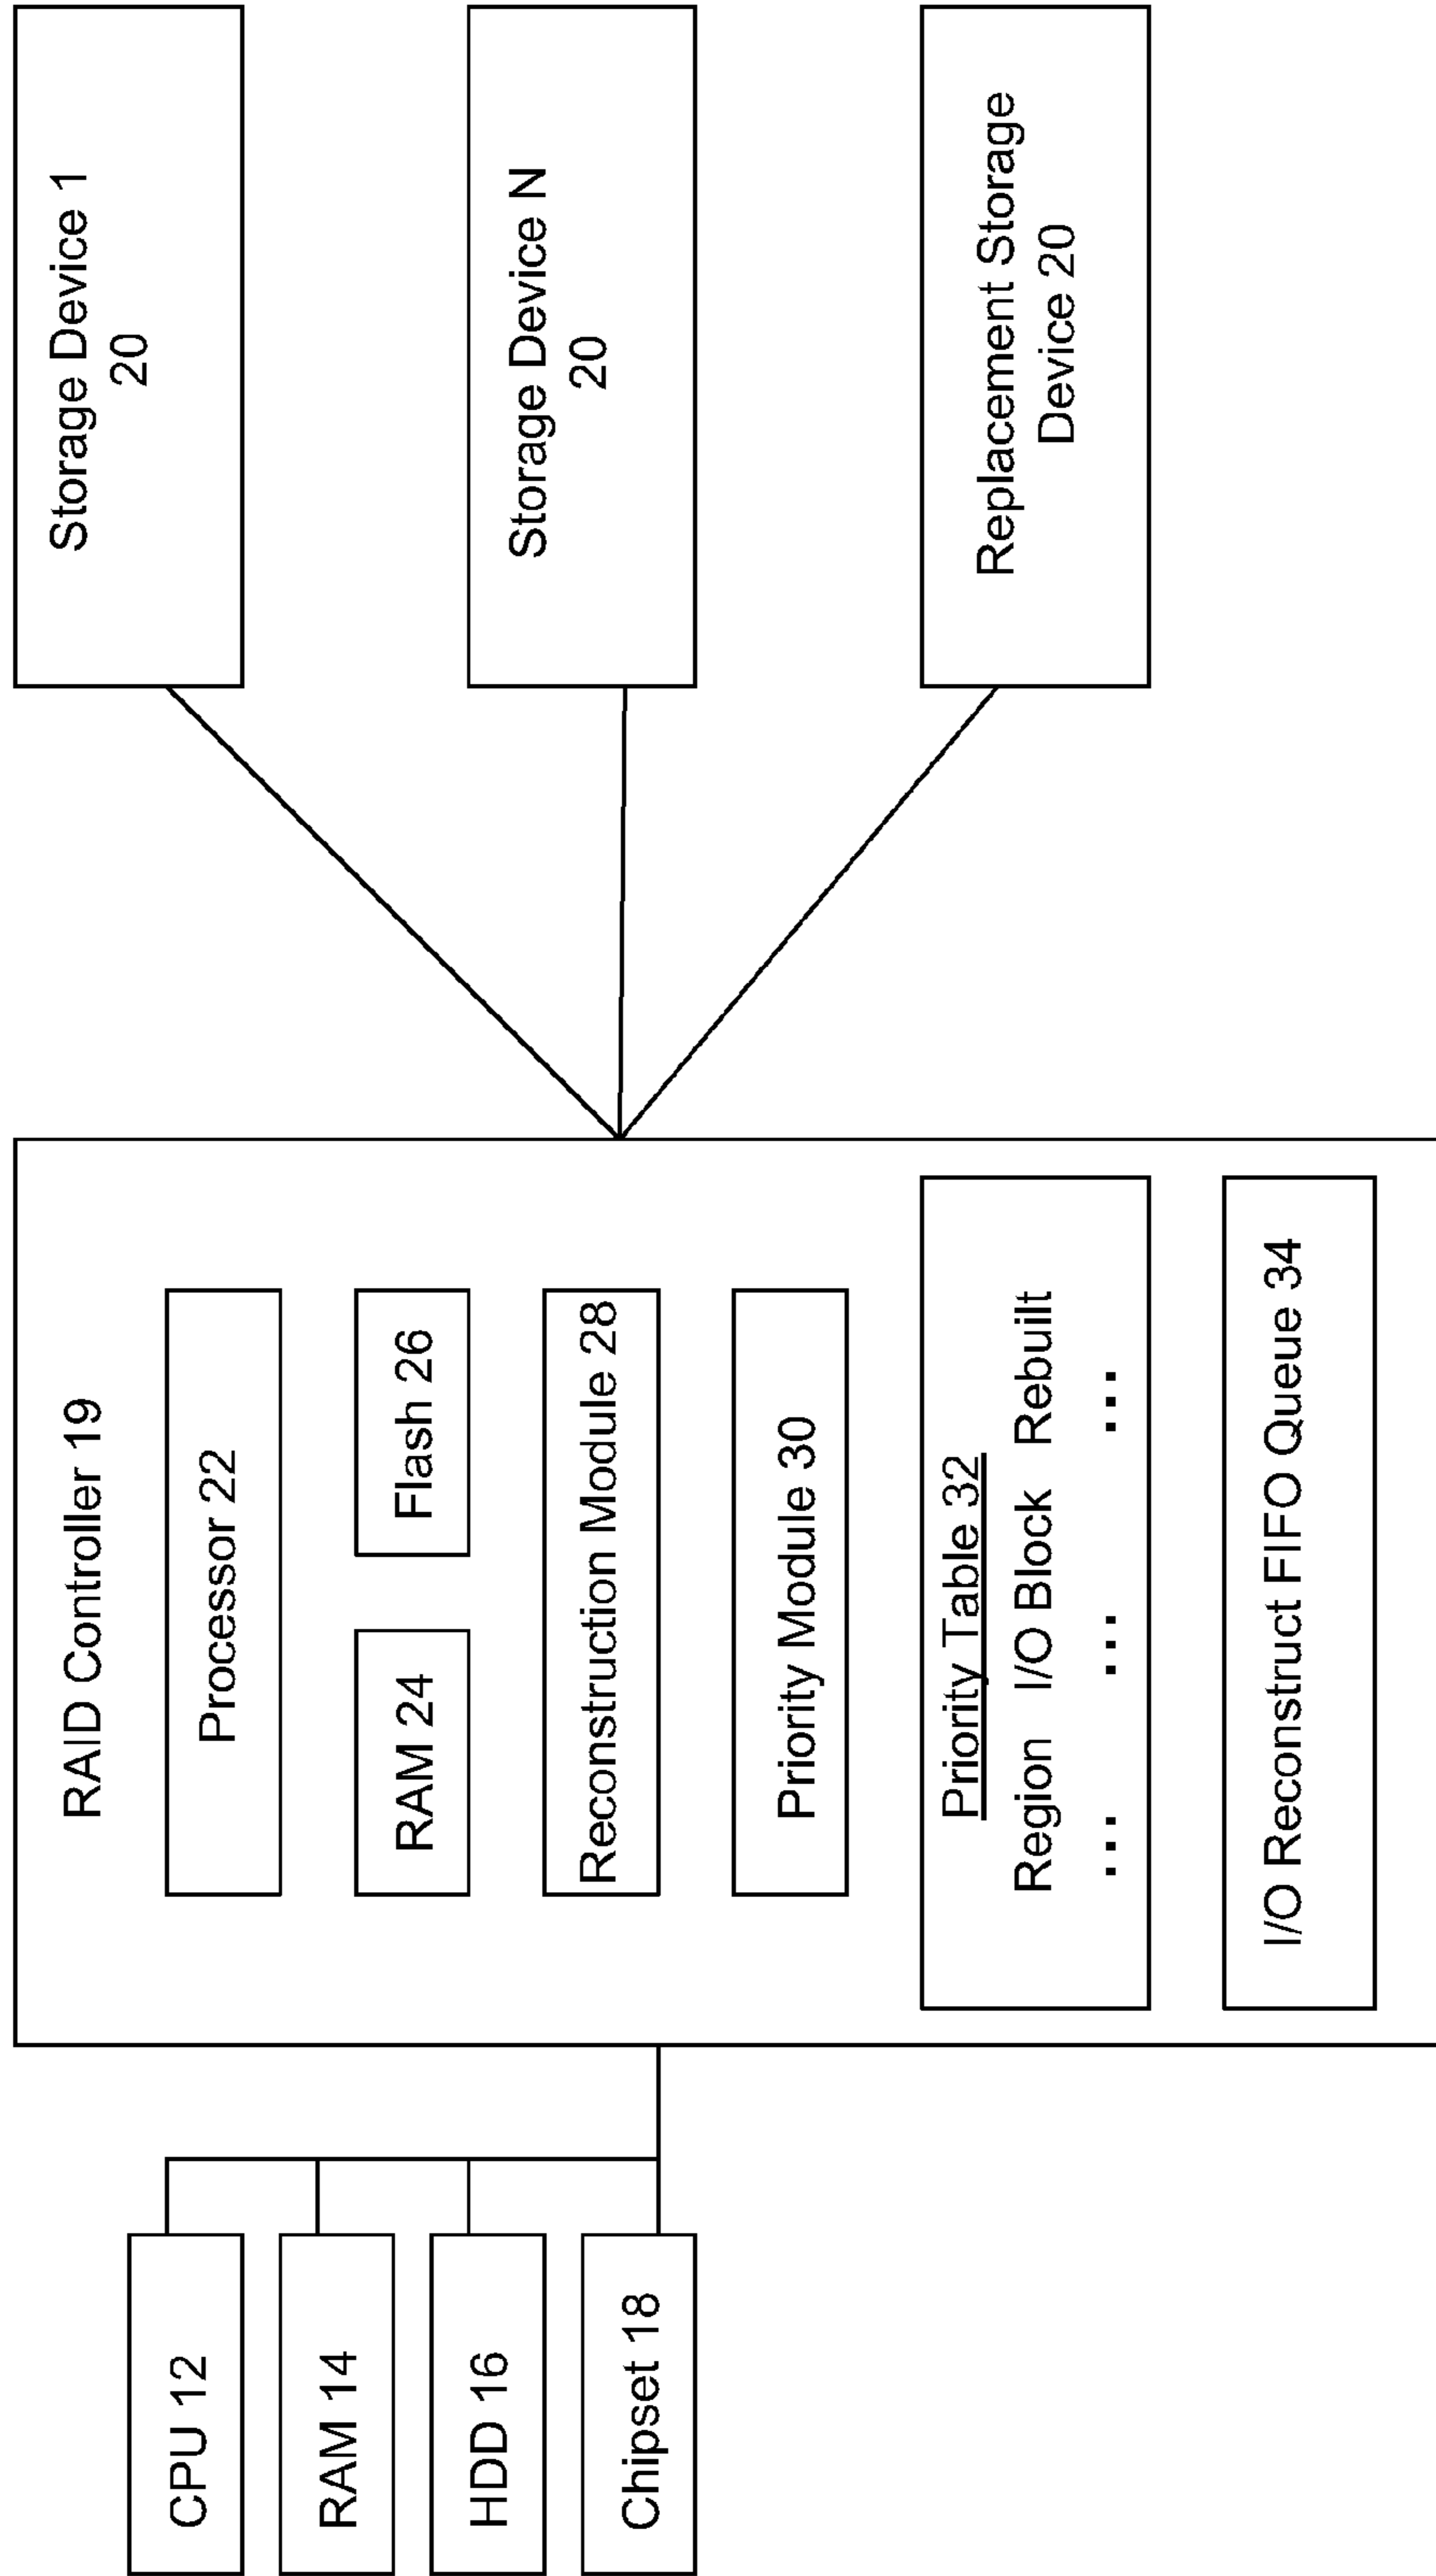 CPU 12
RAM 14
HDD 16
Chipset 18
RAID Controller 19
Processor 22
RAM 24
Flash 26
Reconstruction Module 28
Priority Module 30
Priority Table 32
Region I/O Block Rebuilt
... ... ...
I/O Reconstruct FIFO Queue 34
Storage Device 1
20
Storage Device N
20
Replacement Storage
Device 20